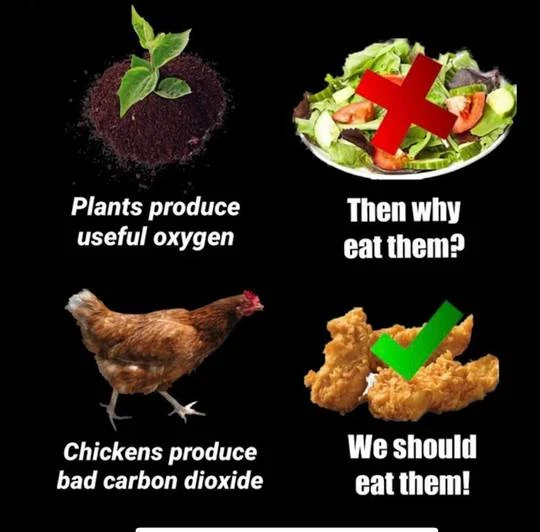 Plants produce
useful oxygen
Then why
eat them?
Chickens produce
bad carbon dioxide
We should
eat them!